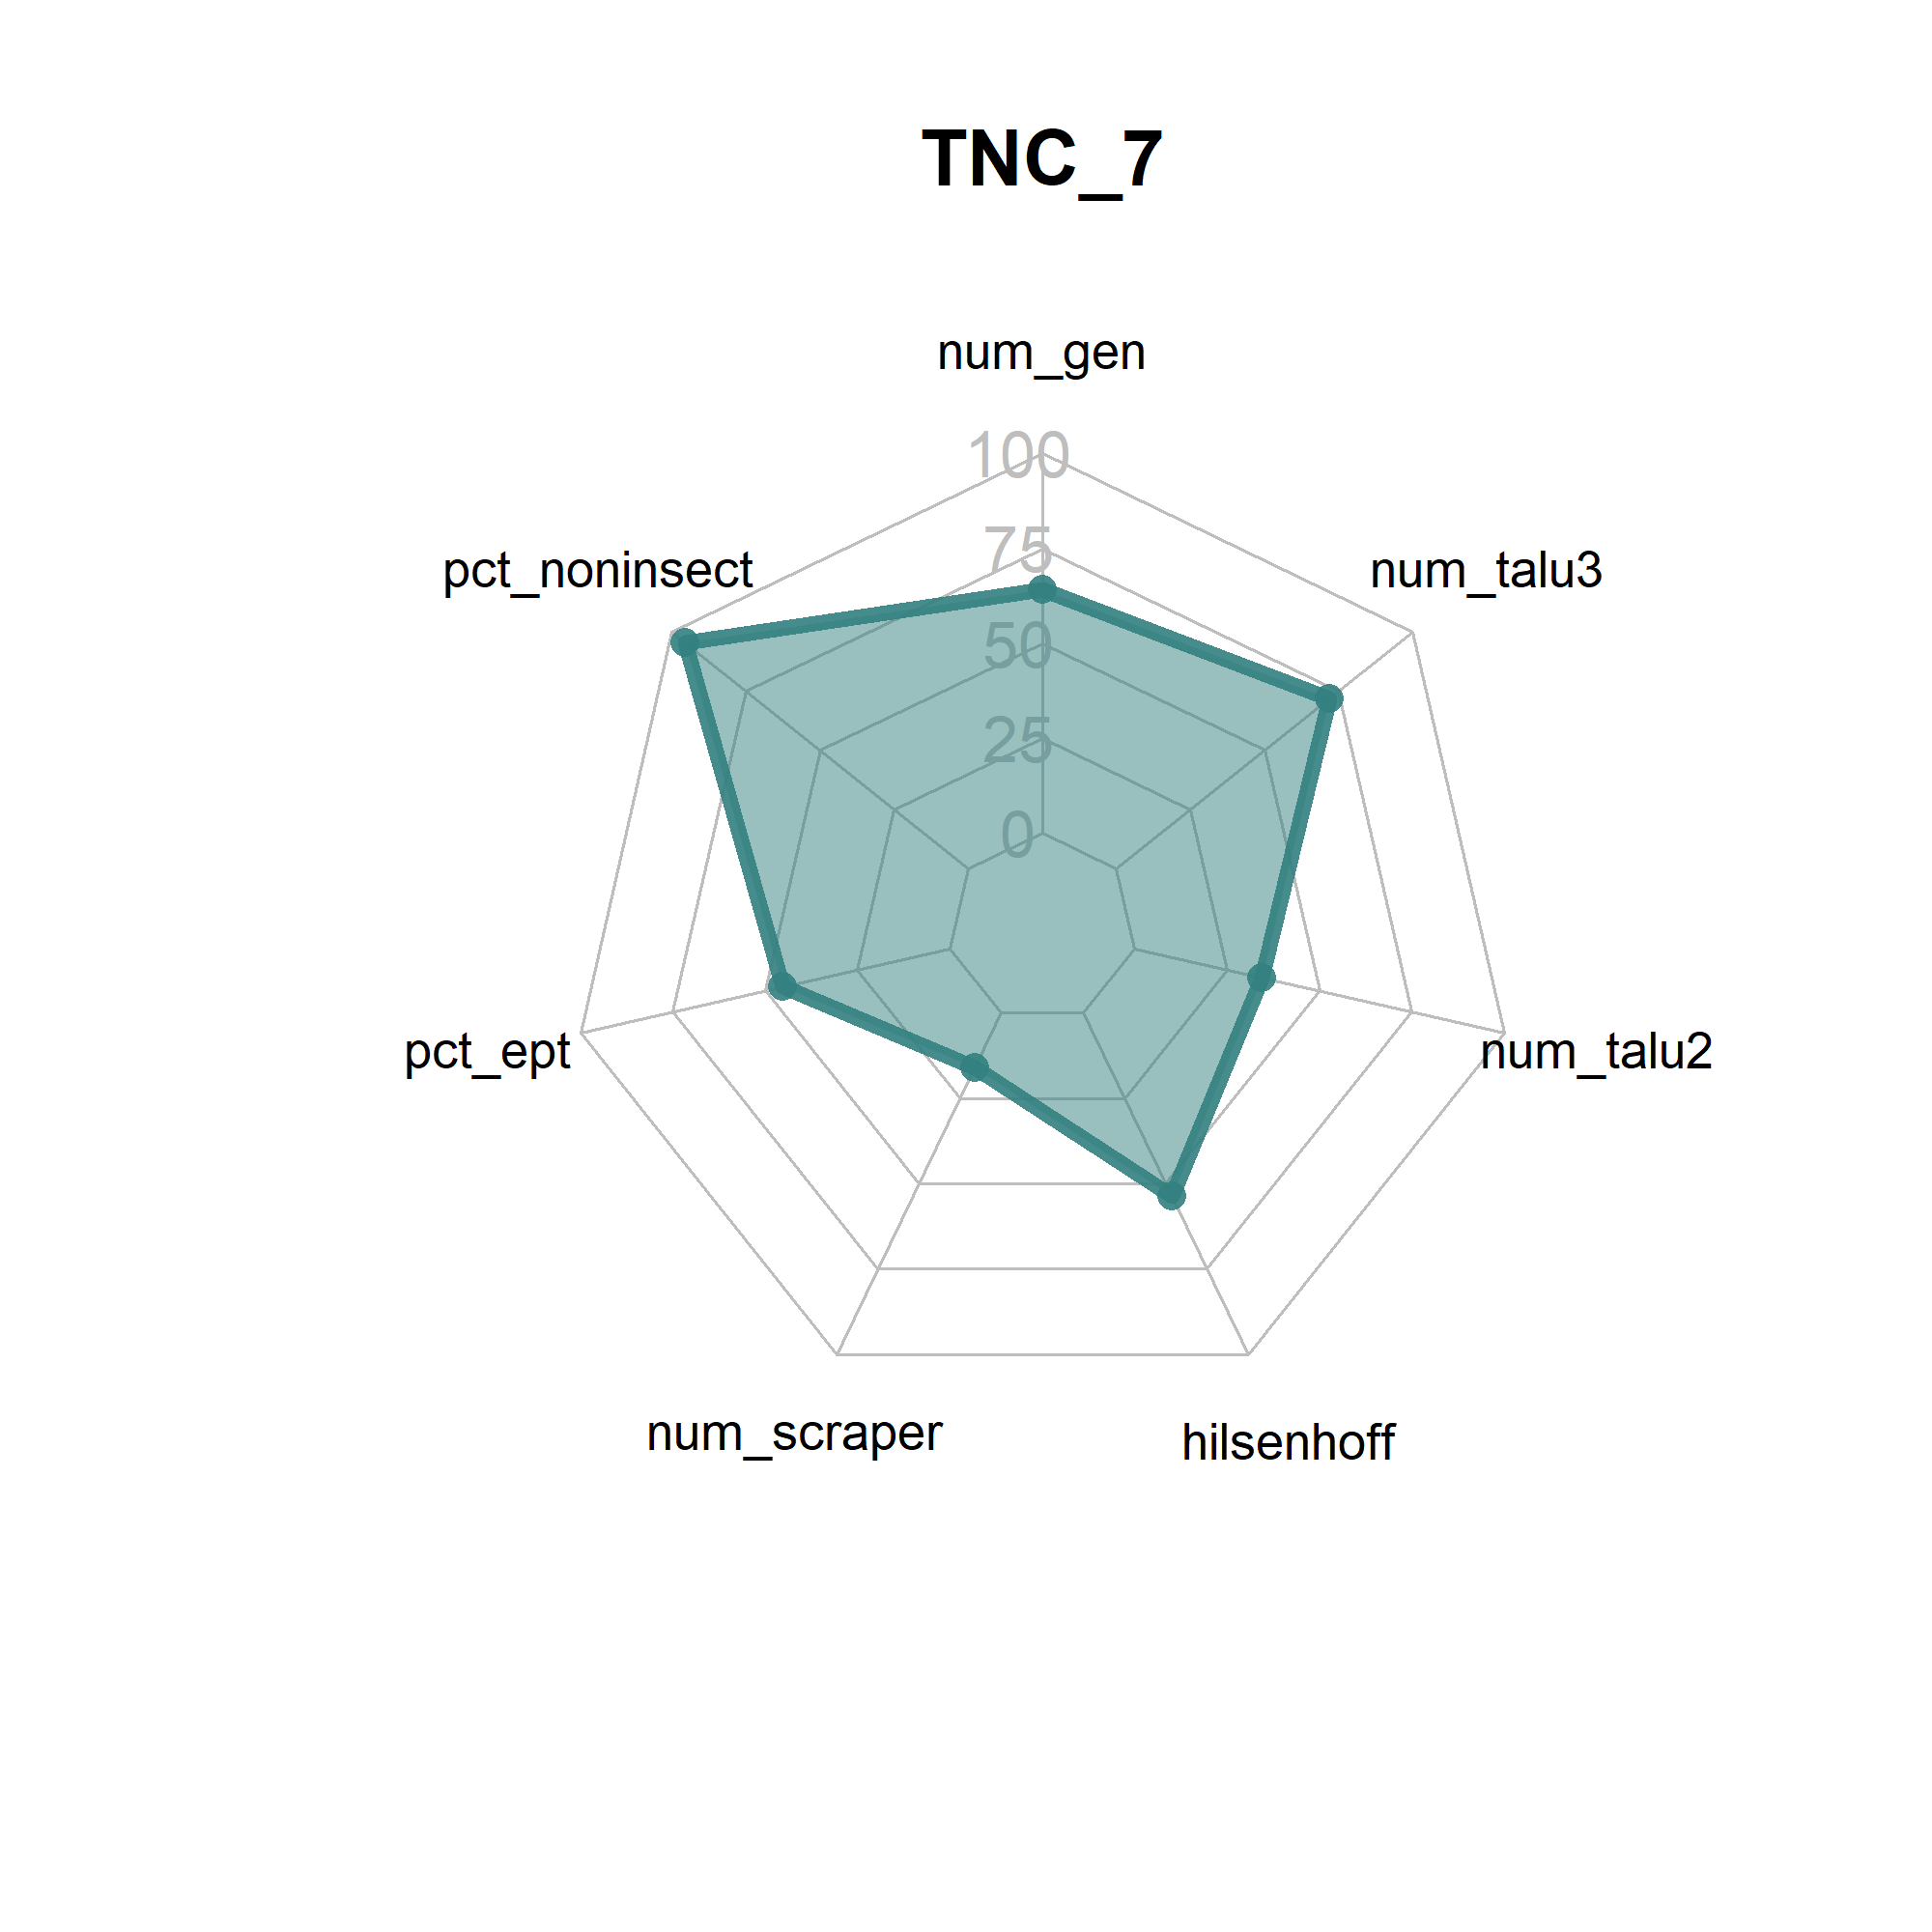 TNC_7
num_gen
100
75
50
25
0
pct_noninsect
num_talu3
pct_ept
num_talu2
num_scraper
hilsenhoff